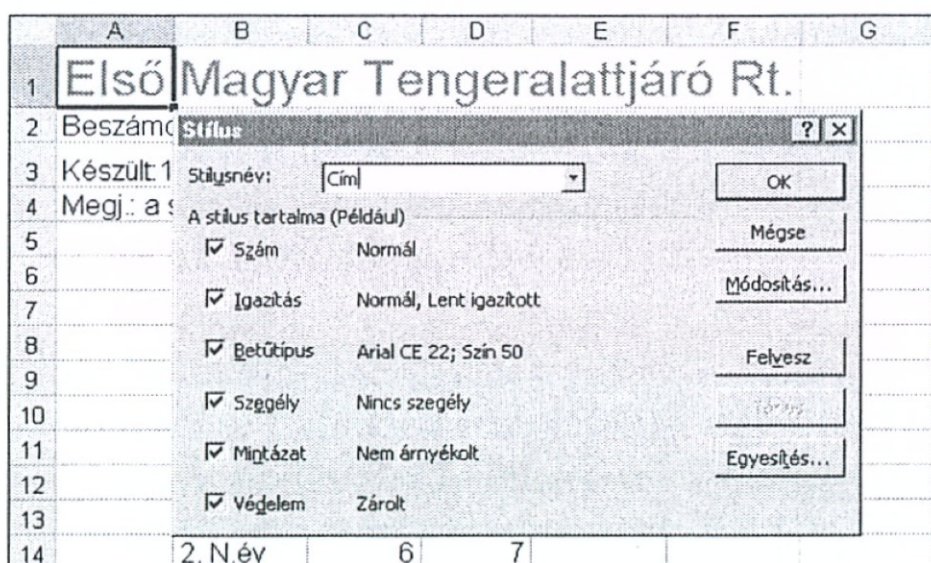 A B C D E F G
1 Első Magyar Tengeralattjáró Rt.
2 Beszámo
Stílus ? ×
3 Készült: 1
Stílusnév: Cím OK
4 Megj.: a s
A stílus tartalma (Például) Mégse
5 Szám Normál
6 Módosítás...
7 Igazítás Normál, Lent igazított
8 Betűtípus Arial CE 22; Szín 50 Felvesz
9
10 Szegély Nincs szegély Törlés
11 Mintázat Nem árnyékolt Egyesítés...
12
13 Védelem Zárolt
14 2. N.év 6 7